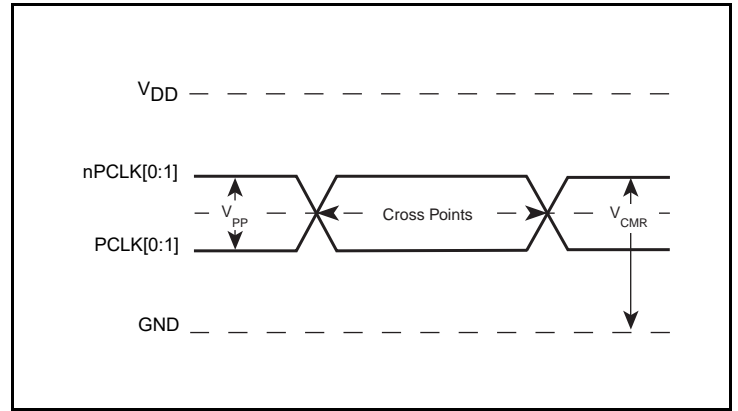 VDD
nPCLK[0:1]
VPP
Cross Points
VCMR
PCLK[0:1]
GND